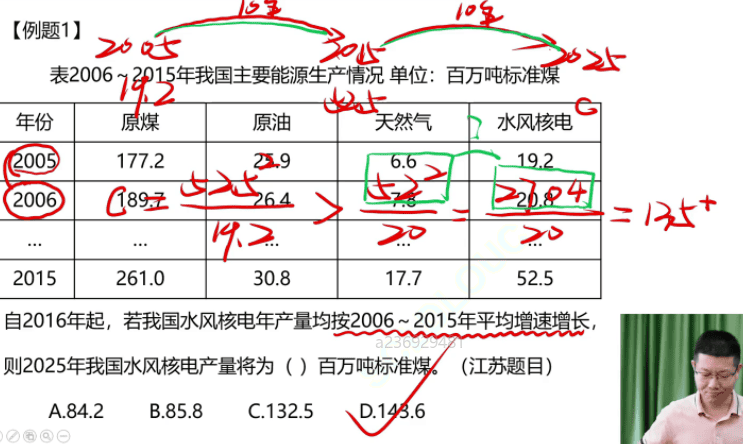 【例题1】
10年 10年
2005 2015 2025
表2006～2015年我国主要能源生产情况 单位：百万吨标准煤
19.2 52.5 C
年份 原煤 原油 天然气 水风核电
2005 177.2 25.9 6.6 19.2
2006 189.7 26.4 7.8 20.8
C = 52.5² / 19.2 > 52² / 20 = 2704 / 20 = 135⁺
... ... ... ... ...
2015 261.0 30.8 17.7 52.5
自2016年起，若我国水风核电年产量均按2006～2015年平均增速增长，
a236929481
则2025年我国水风核电产量将为（ ）百万吨标准煤。（江苏题目）
A.84.2 B.85.8 C.132.5 D.143.6